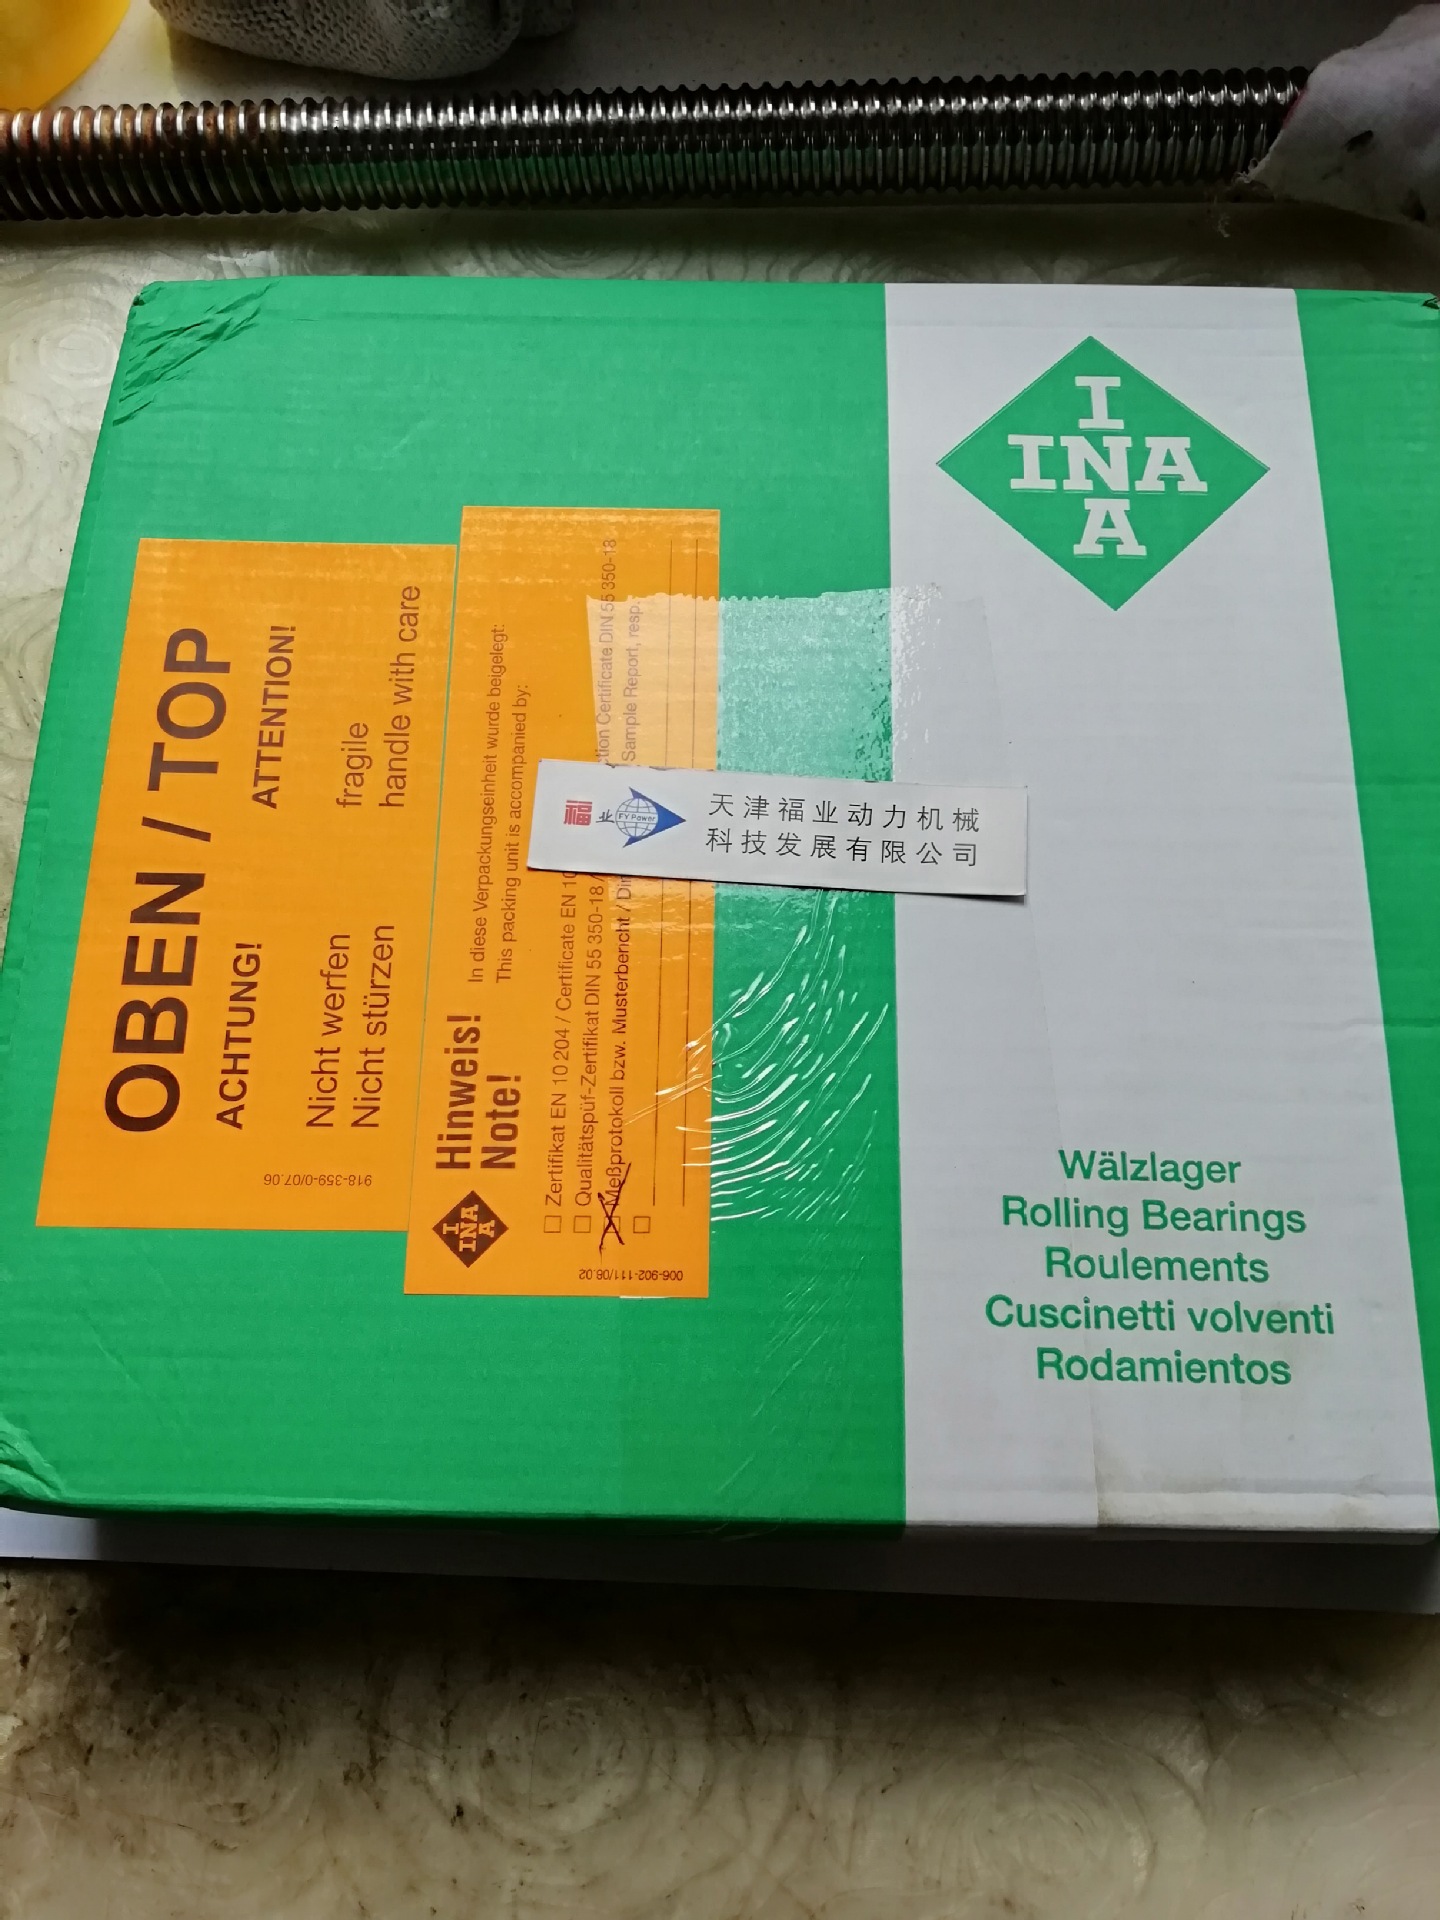 OBEN / TOP
ACHTUNG! ATTENTION!
Nicht werfen fragile
Nicht stürzen handle with care
918-359-0/07.06
INA
Hinweis!
Note!
In diese Verpackungseinheit wurde beigelegt:
This packing unit is accompanied by:
Zertifikat EN 10 204 / Certificate EN 10
Qualitätspüf-Zertifikat DIN 55 350-18 / Certificate DIN 55 350-18
Meßprotokoll bzw. Musterbericht / Sample Report, resp.
006-902-111/08.02
福业 FY Power
天津福业动力机械
科技发展有限公司
I
INA
A
Wälzlager
Rolling Bearings
Roulements
Cuscinetti volventi
Rodamientos